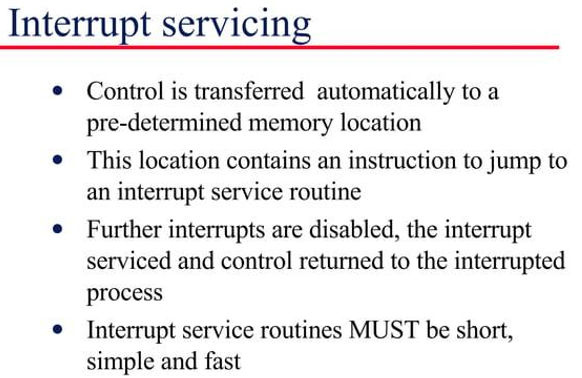 Interrupt servicing
• Control is transferred automatically to a
pre-determined memory location
• This location contains an instruction to jump to
an interrupt service routine
• Further interrupts are disabled, the interrupt
serviced and control returned to the interrupted
process
• Interrupt service routines MUST be short,
simple and fast